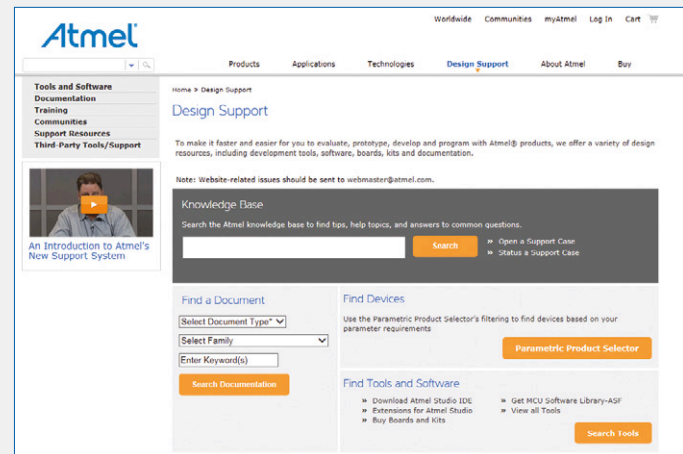 Worldwide Communities myAtmel Log In Cart
Atmel
Products Applications Technologies Design Support About Atmel Buy
Tools and Software
Documentation
Training
Communities
Support Resources
Third-Party Tools/Support
An Introduction to Atmel's
New Support System
Home » Design Support
Design Support
To make it faster and easier for you to evaluate, prototype, develop and program with Atmel® products, we offer a variety of design
resources, including development tools, software, boards, kits and documentation.
Note: Website-related issues should be sent to webmaster@atmel.com.
Knowledge Base
Search the Atmel knowledge base to find tips, help topics, and answers to common questions.
Search
» Open a Support Case
» Status a Support Case
Find a Document
Select Document Type*
Select Family
Enter Keyword(s)
Search Documentation
Find Devices
Use the Parametric Product Selector's filtering to find devices based on your
parameter requirements
Parametric Product Selector
Find Tools and Software
» Download Atmel Studio IDE
» Extensions for Atmel Studio
» Buy Boards and Kits
» Get MCU Software Library-ASF
» View all Tools
Search Tools